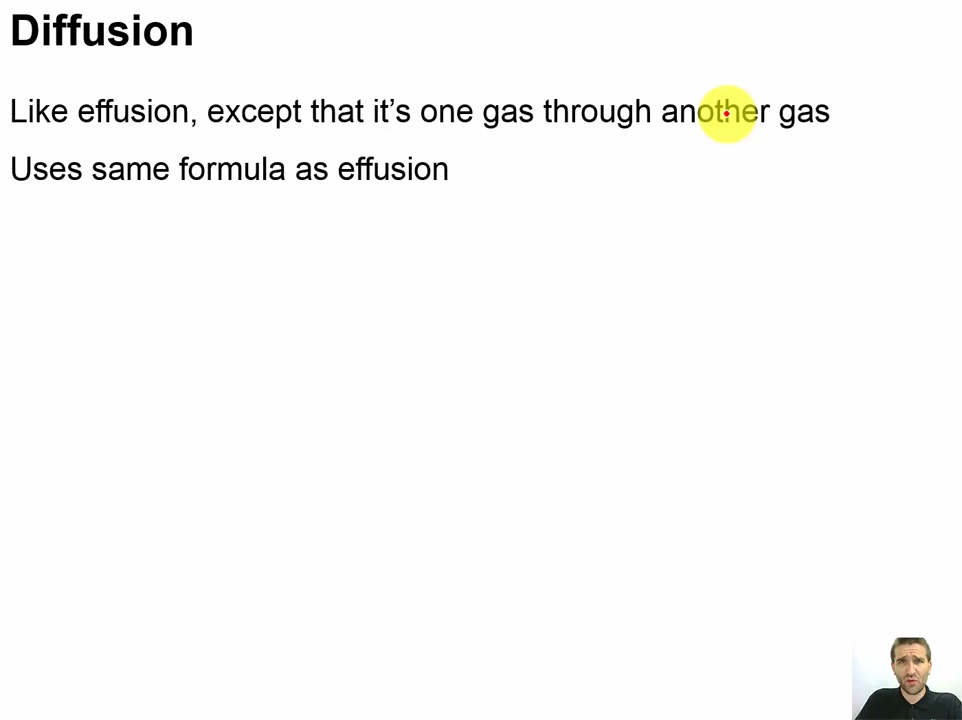 Diffusion
Like effusion, except that it’s one gas through another gas
Uses same formula as effusion